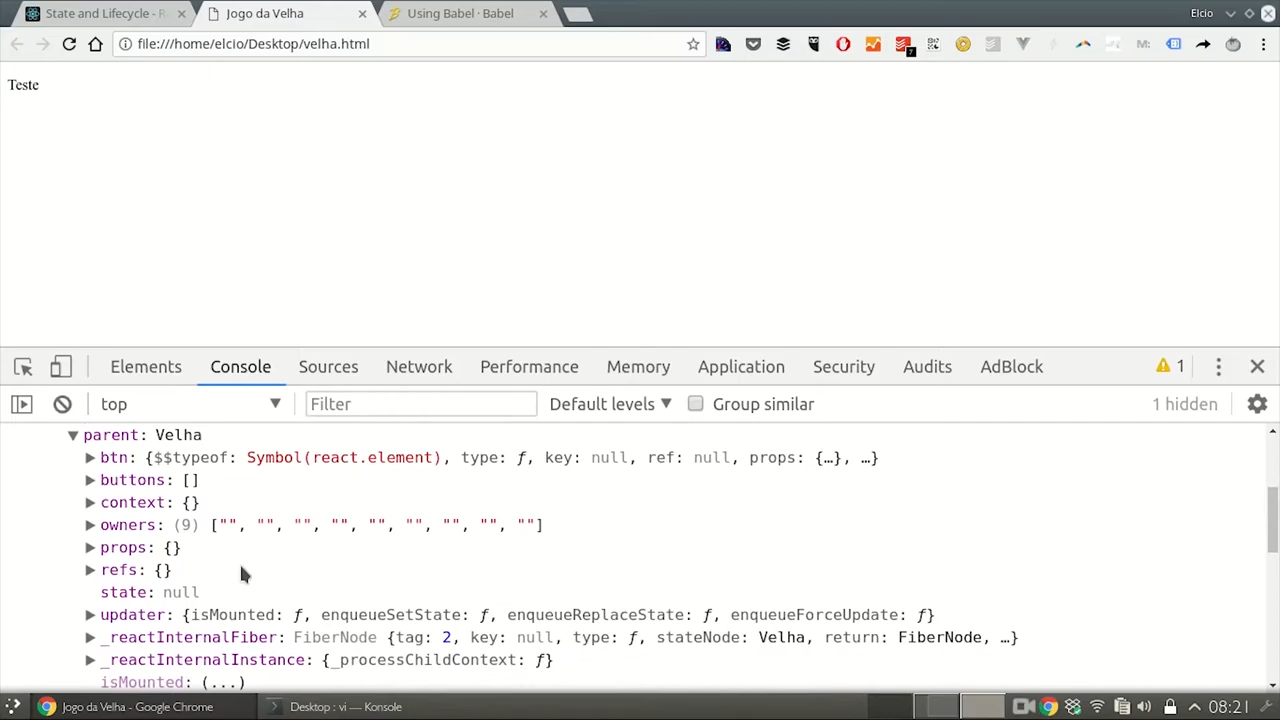 State and Lifecycle - R
Jogo da Velha
Using Babel · Babel
Elcio
file:///home/elcio/Desktop/velha.html
7
M:
Teste
Elements
Console
Sources
Network
Performance
Memory
Application
Security
Audits
AdBlock
1
top
Filter
Default levels
Group similar
1 hidden
parent: Velha
btn: {$$typeof: Symbol(react.element), type: ƒ, key: null, ref: null, props: {…}, …}
buttons: []
context: {}
owners: (9) ["", "", "", "", "", "", "", "", ""]
props: {}
refs: {}
state: null
updater: {isMounted: ƒ, enqueueSetState: ƒ, enqueueReplaceState: ƒ, enqueueForceUpdate: ƒ}
_reactInternalFiber: FiberNode {tag: 2, key: null, type: ƒ, stateNode: Velha, return: FiberNode, …}
_reactInternalInstance: {_processChildContext: ƒ}
isMounted: (...)
Jogo da Velha - Google Chrome
Desktop : vi — Konsole
08:21